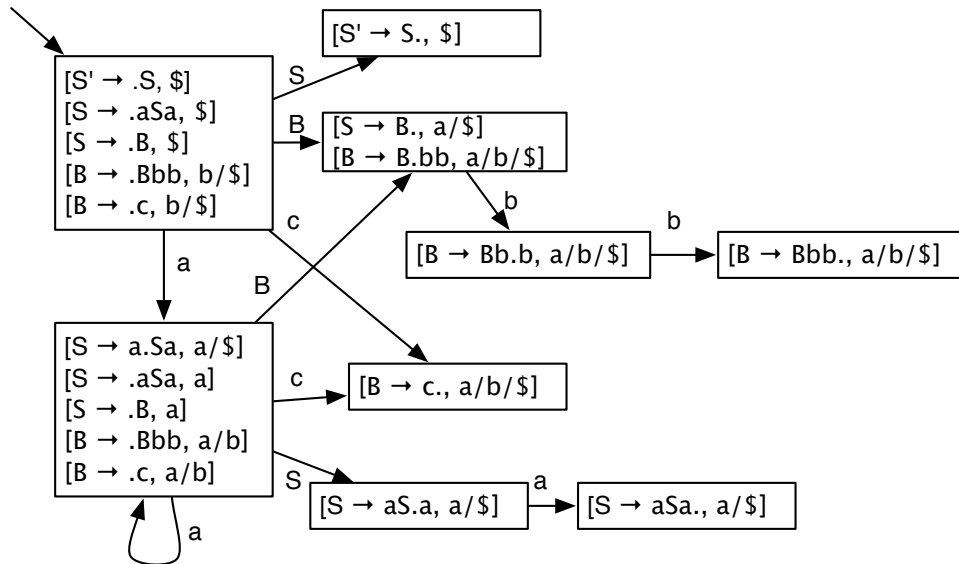 [S' → S., $]
[S' → .S, $]
[S → .aSa, $]
[S → .B, $]
[B → .Bbb, b/$]
[B → .c, b/$]
S
B
[S → B., a/$]
[B → B.bb, a/b/$]
c
b
b
[B → Bb.b, a/b/$]
[B → Bbb., a/b/$]
a
B
[S → a.Sa, a/$]
[S → .aSa, a]
[S → .B, a]
[B → .Bbb, a/b]
[B → .c, a/b]
c
[B → c., a/b/$]
S
[S → aS.a, a/$]
a
[S → aSa., a/$]
a